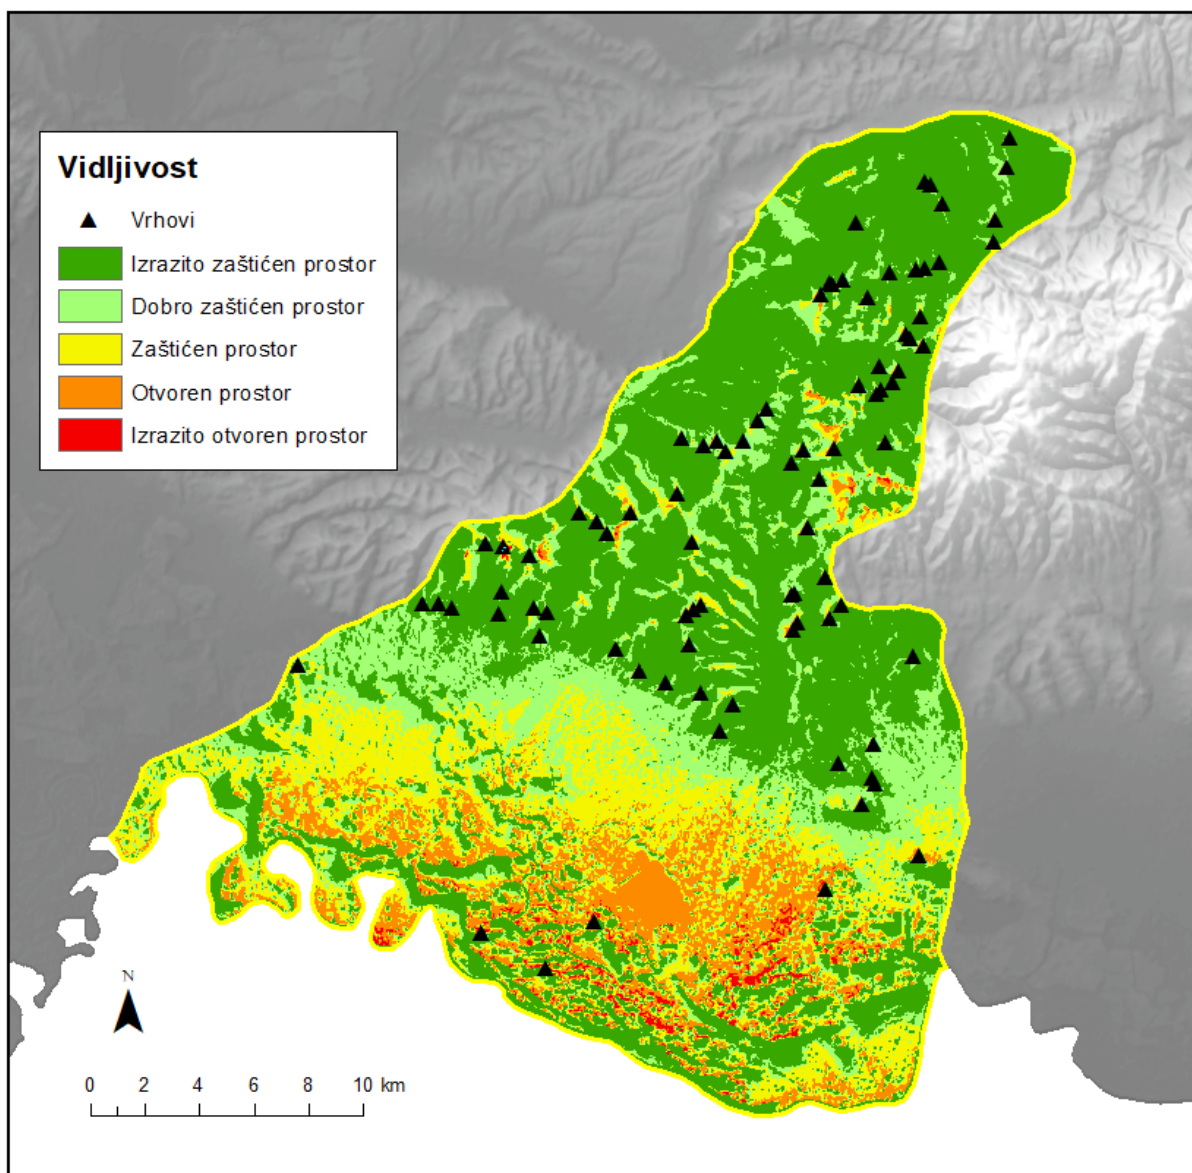 Vidljivost
Vrhovi
Izrazito zaštićen prostor
Dobro zaštićen prostor
Zaštićen prostor
Otvoren prostor
Izrazito otvoren prostor
N
0 2 4 6 8 10 km